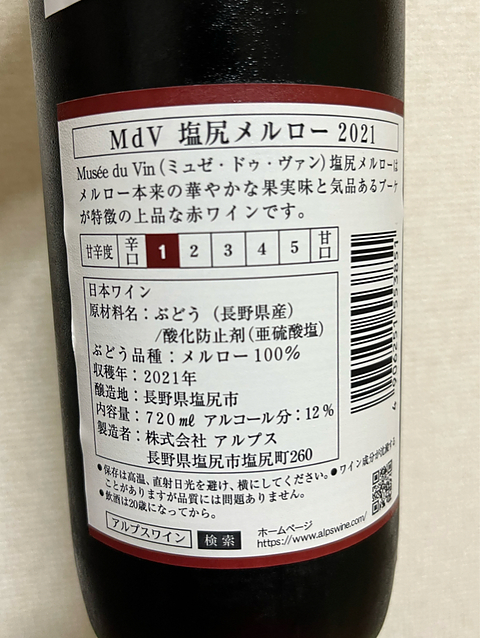 MdV 塩尻メルロー 2021
Musée du Vin (ミュゼ・ドゥ・ヴァン) 塩尻メルローは
メルロー本来の華やかな果実味と気品あるブーケ
が特徴の上品な赤ワインです。
甘辛度 辛口 1 2 3 4 5 甘口
日本ワイン
原材料名：ぶどう（長野県産）
/酸化防止剤（亜硫酸塩）
ぶどう品種：メルロー100%
収穫年：2021年
醸造地：長野県塩尻市
内容量：720㎖ アルコール分：12%
製造者：株式会社 アルプス
長野県塩尻市塩尻町260
4 906251 553851
●保存は高温、直射日光を避け、横にしてください。●ワイン成分が沈殿する
ことがありますが品質には問題ありません。
●飲酒は20歳になってから。
アルプスワイン 検索
ホームページ
https://www.alpswine.com/